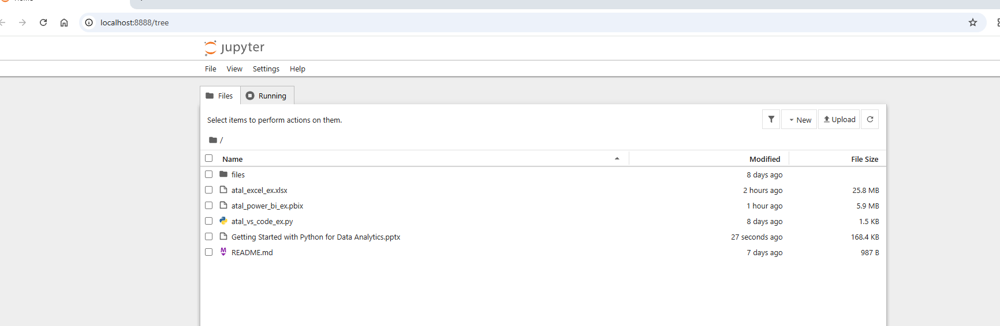 localhost:8888/tree
jupyter
File View Settings Help
Files Running
Select items to perform actions on them.
New Upload
/
Name Modified File Size
files 8 days ago
atal_excel_ex.xlsx 2 hours ago 25.8 MB
atal_power_bi_ex.pbix 1 hour ago 5.9 MB
atal_vs_code_ex.py 8 days ago 1.5 KB
Getting Started with Python for Data Analytics.pptx 27 seconds ago 168.4 KB
README.md 7 days ago 987 B